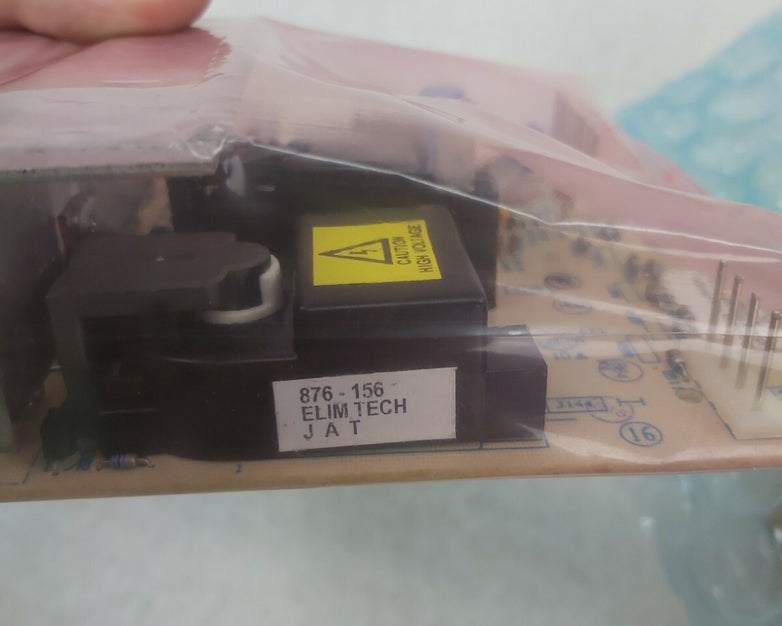 CAUTION
HIGH VOLTAGE
876 - 156
ELIM TECH
J A T
J144
16